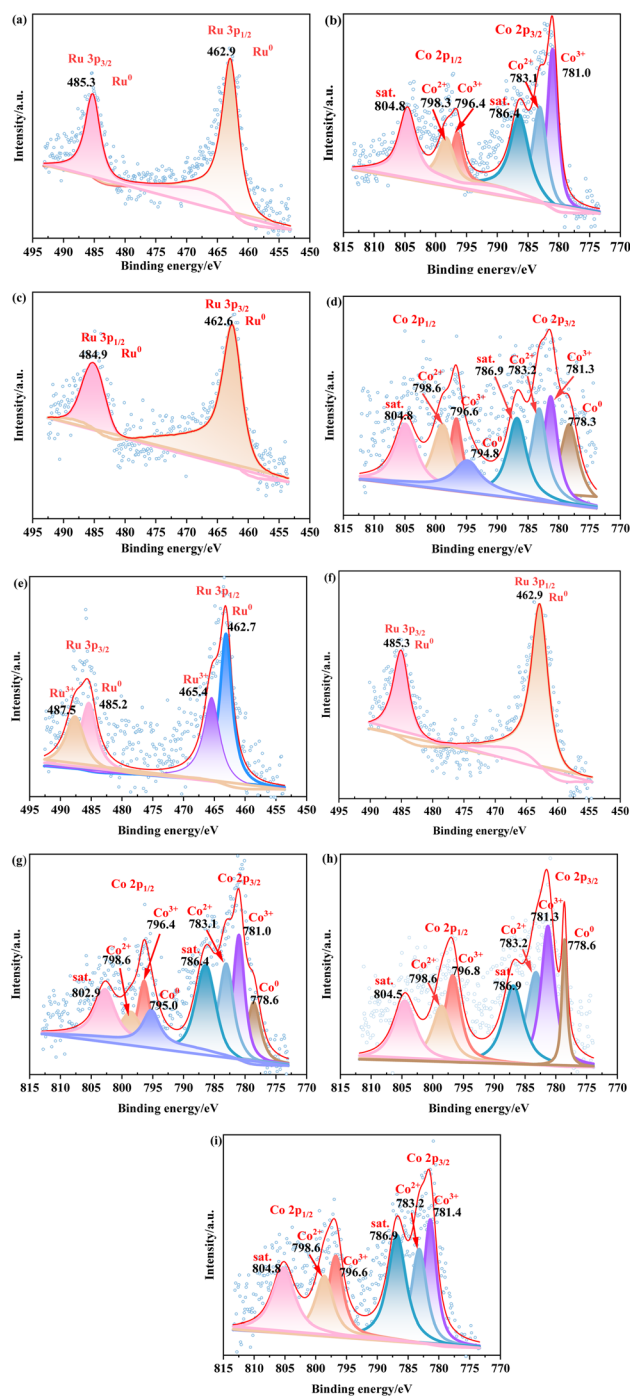 (a)
Ru 3p1/2
462.9 Ru0
Ru 3p3/2
485.3 Ru0
Intensity/a.u.
495 490 485 480 475 470 465 460 455 450
Binding energy/eV
(b)
Co 2p3/2
Co 2p1/2
Co3+
781.0
Co2+
783.1
sat.
786.4
Co3+
796.4
Co2+
798.3
sat.
804.8
Intensity/a.u.
815 810 805 800 795 790 785 780 775 770
Binding energy/eV
(c)
Ru 3p3/2
462.6 Ru0
Ru 3p1/2
484.9 Ru0
Intensity/a.u.
495 490 485 480 475 470 465 460 455 450
Binding energy/eV
(d)
Co 2p1/2
Co 2p3/2
Co2+
783.2
Co3+
781.3
sat.
786.9
Co2+
798.6
Co3+
796.6
Co0
794.8
Co0
778.3
sat.
804.8
Intensity/a.u.
815 810 805 800 795 790 785 780 775 770
Binding energy/eV
(e)
Ru 3p1/2
Ru0
462.7
Ru 3p3/2
Ru3+
487.5
Ru0
485.2
Ru3+
465.4
Intensity/a.u.
495 490 485 480 475 470 465 460 455 450
Binding energy/eV
(f)
Ru 3p1/2
462.9 Ru0
Ru 3p3/2
485.3 Ru0
Intensity/a.u.
490 485 480 475 470 465 460 455
Binding energy/eV
(g)
Co 2p3/2
Co 2p1/2
Co3+
796.4
Co2+
783.1
Co3+
781.0
Co2+
798.6
sat.
786.4
sat.
802.9
Co0
795.0
Co0
778.6
Intensity/a.u.
815 810 805 800 795 790 785 780 775 770
Binding energy/eV
(h)
Co 2p3/2
Co 2p1/2
Co3+
781.3
Co2+
783.2
Co0
778.6
Co2+
798.6
Co3+
796.8
sat.
786.9
sat.
804.5
Intensity/a.u.
815 810 805 800 795 790 785 780 775 770
Binding energy/eV
(i)
Co 2p3/2
Co2+
783.2
Co3+
781.4
Co 2p1/2
sat.
786.9
Co2+
798.6
Co3+
796.6
sat.
804.8
Intensity/a.u.
815 810 805 800 795 790 785 780 775 770
Binding energy/eV